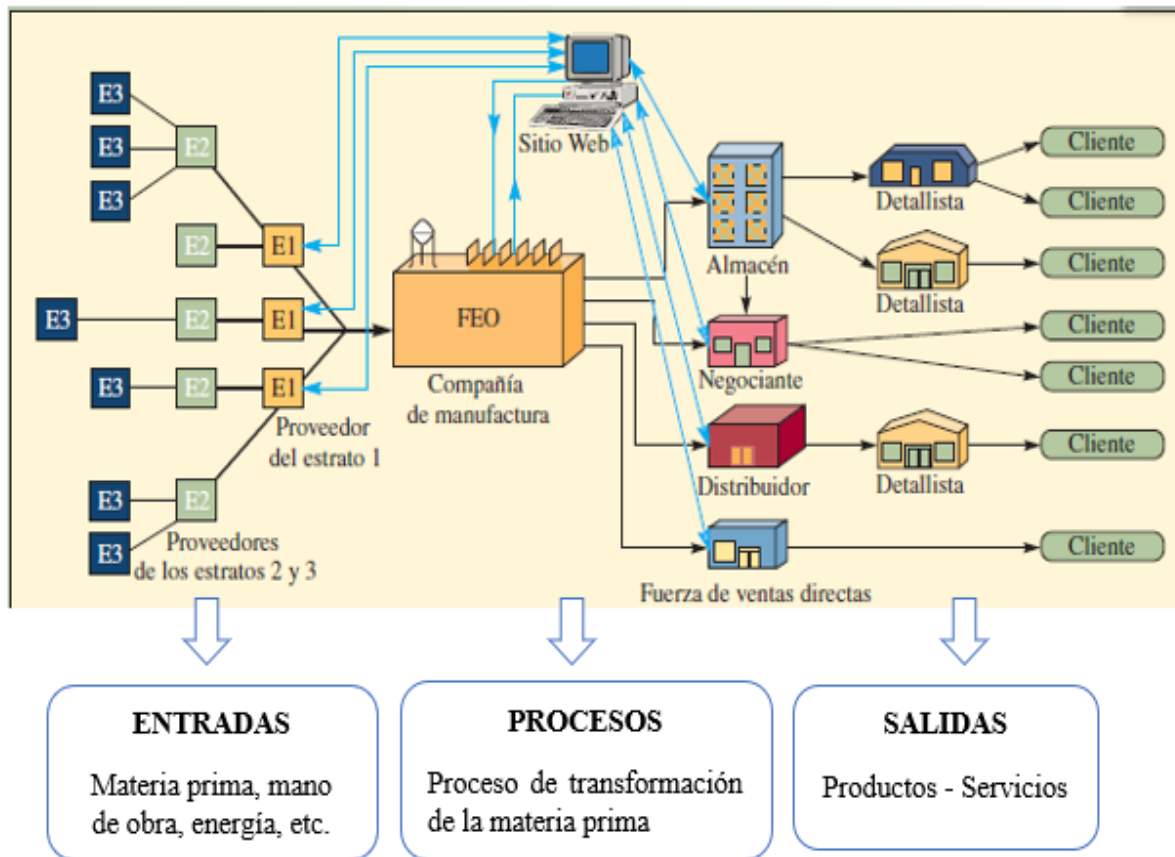 Sitio Web
E3
E3
E3
E2
E2
E1
E3
E2
E1
E3
E2
E1
E3
E2
E3
Proveedor
del estrato 1
Proveedores
de los estratos 2 y 3
FEO
Compañía
de manufactura
Almacén
Negociante
Distribuidor
Fuerza de ventas directas
Detallista
Detallista
Detallista
Cliente
Cliente
Cliente
Cliente
Cliente
Cliente
Cliente
ENTRADAS
Materia prima, mano
de obra, energía, etc.
PROCESOS
Proceso de transformación
de la materia prima
SALIDAS
Productos - Servicios